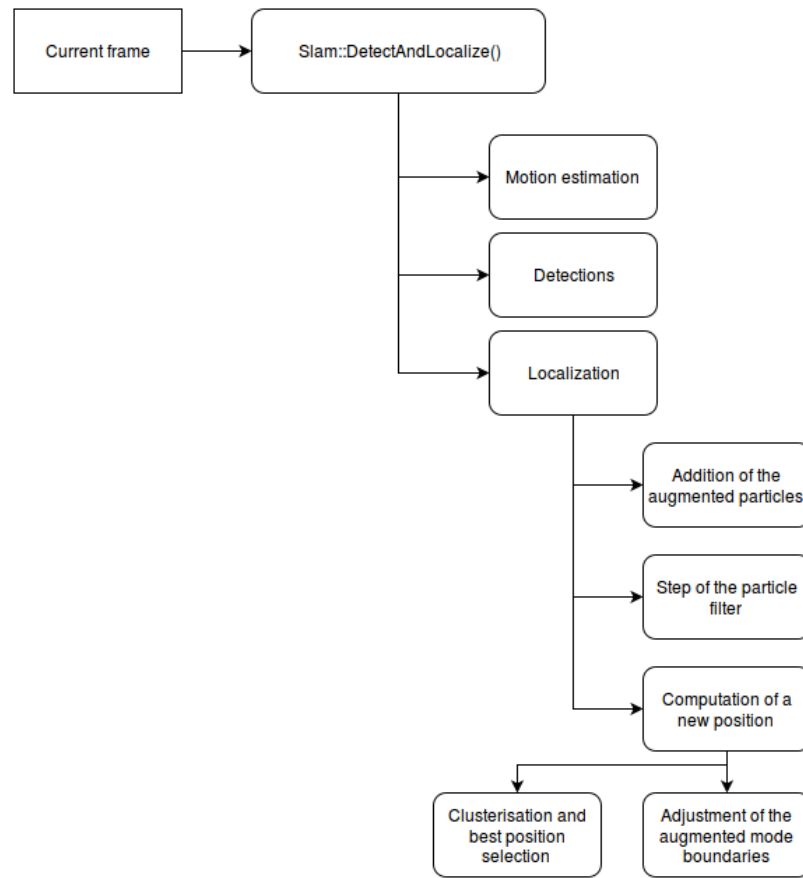 Current frame
Slam::DetectAndLocalize()
Motion estimation
Detections
Localization
Addition of the
augmented particles
Step of the particle
filter
Computation of a
new position
Clusterisation and
best position
selection
Adjustment of the
augmented mode
boundaries